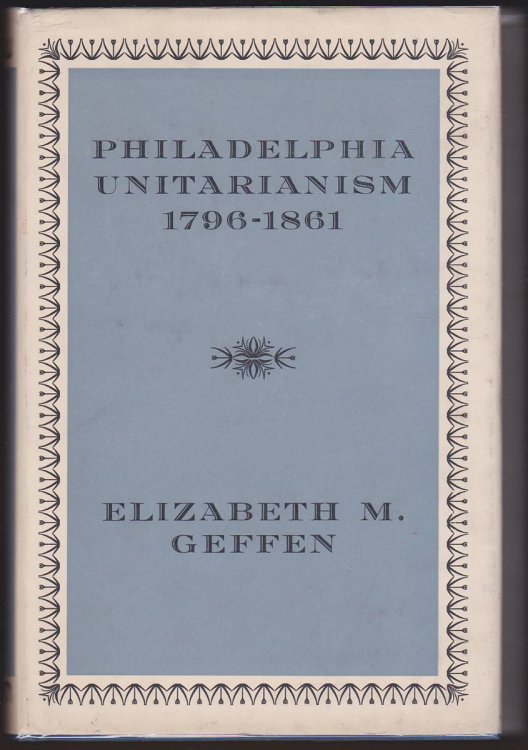 PHILADELPHIA
UNITARIANISM
1796-1861
ELIZABETH M.
GEFFEN